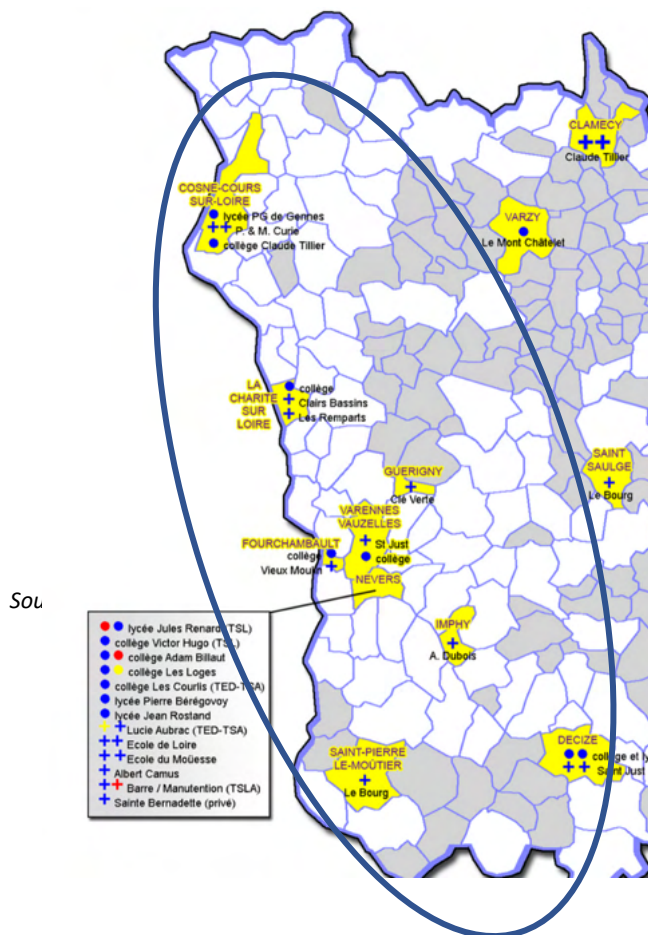 CLAMECY
Claude Tillier
COSNE-COURS
SUR-LOIRE
lycée PG de Gennes
P. & M. Curie
collège Claude Tillier
VARZY
Le Mont Châtelet
LA
CHARITE
SUR
LOIRE
collège
Clairs Bassins
Les Remparts
GUERIGNY
Clé Verte
SAINT
SAULGE
Le Bourg
VARENNES
VAUZELLES
St Just
collège
FOURCHAMBAULT
collège
Vieux Moulin
NEVERS
IMPHY
A. Dubois
Sou
lycée Jules Renard (TSL)
collège Victor Hugo (TSL)
collège Adam Billaut
collège Les Loges
collège Les Courlis (TED-TSA)
lycée Pierre Bérégovoy
lycée Jean Rostand
Lucie Aubrac (TED-TSA)
Ecole de Loire
Ecole du Moüesse
Albert Camus
Barre / Manutention (TSLA)
Sainte Bernadette (privé)
SAINT-PIERRE
LE-MOÛTIER
Le Bourg
DECIZE
collège et ly
Saint Just